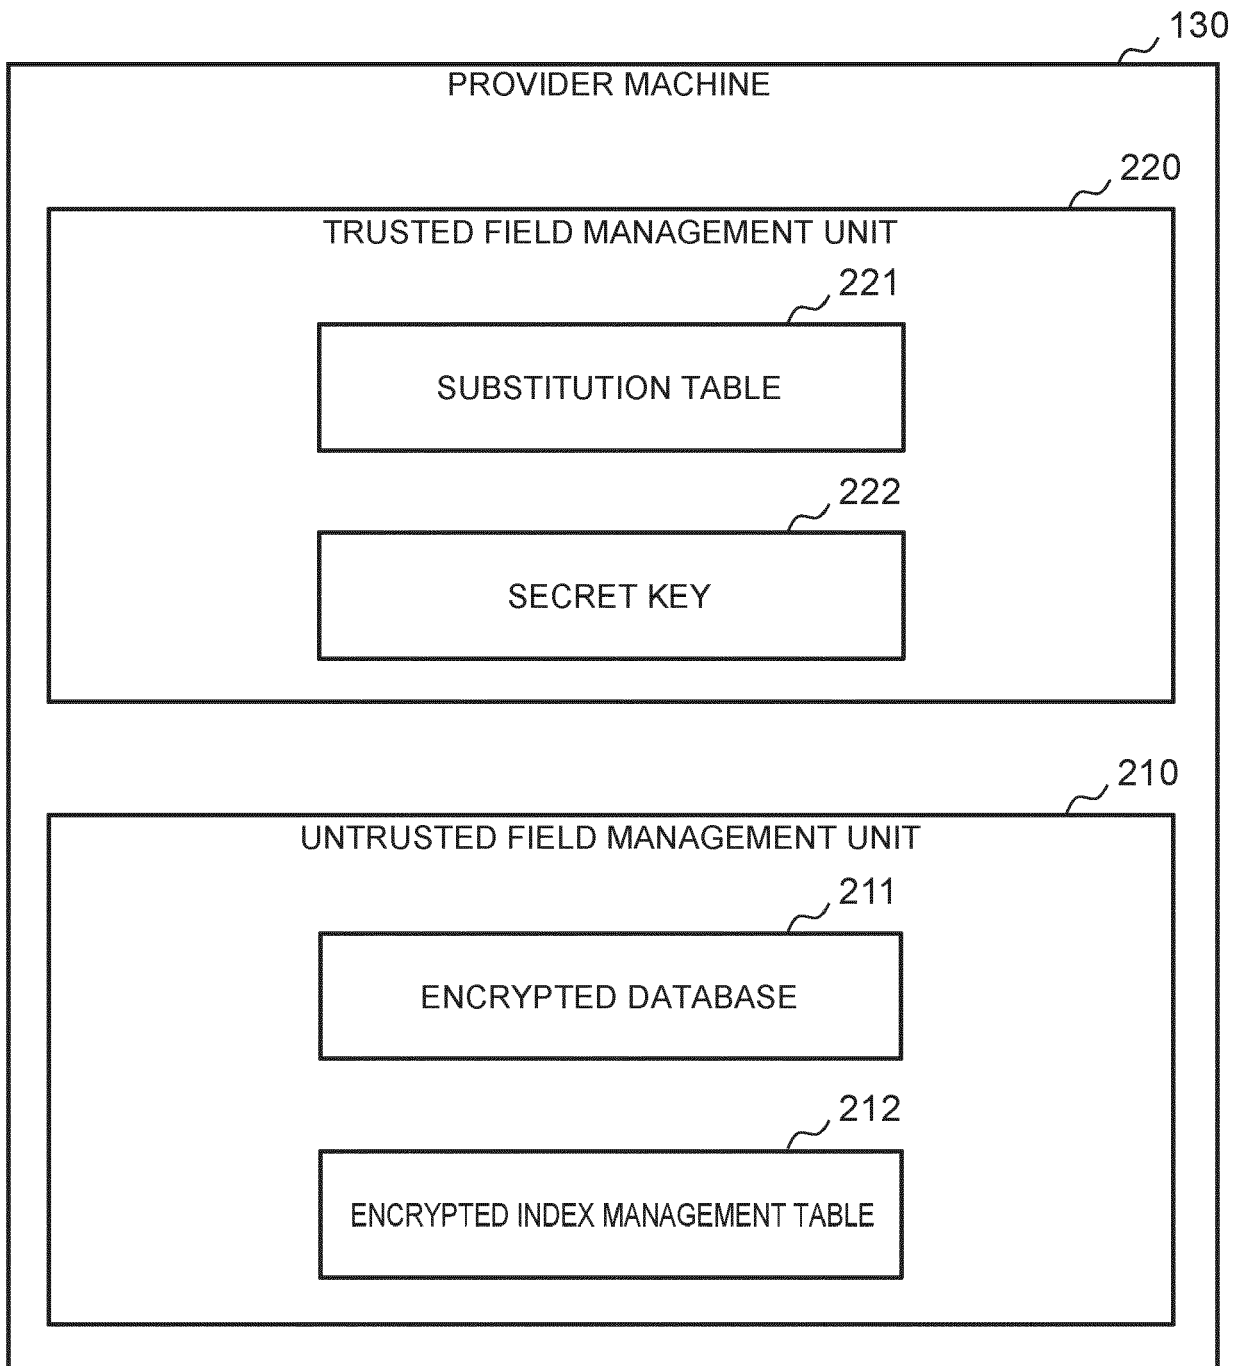 130
PROVIDER MACHINE
220
TRUSTED FIELD MANAGEMENT UNIT
221
SUBSTITUTION TABLE
222
SECRET KEY
210
UNTRUSTED FIELD MANAGEMENT UNIT
211
ENCRYPTED DATABASE
212
ENCRYPTED INDEX MANAGEMENT TABLE